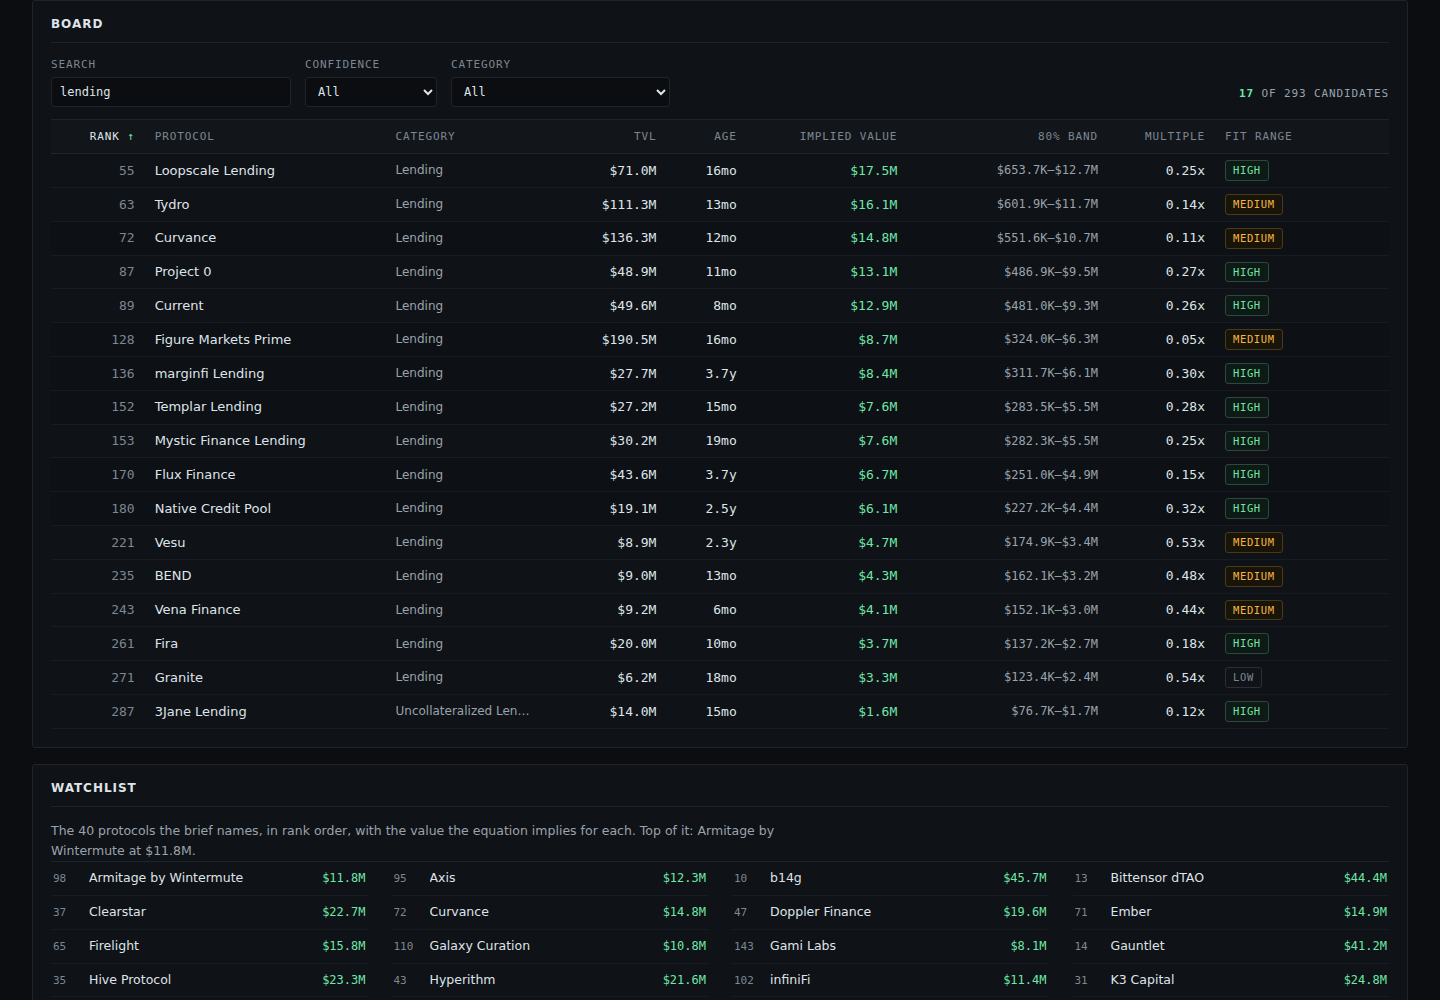 BOARD
SEARCH CONFIDENCE CATEGORY
lending All All 17 OF 293 CANDIDATES
RANK ↑ PROTOCOL CATEGORY TVL AGE IMPLIED VALUE 80% BAND MULTIPLE FIT RANGE
55 Loopscale Lending Lending $71.0M 16mo $17.5M $653.7K–$12.7M 0.25x HIGH
63 Tydro Lending $111.3M 13mo $16.1M $601.9K–$11.7M 0.14x MEDIUM
72 Curvance Lending $136.3M 12mo $14.8M $551.6K–$10.7M 0.11x MEDIUM
87 Project 0 Lending $48.9M 11mo $13.1M $486.9K–$9.5M 0.27x HIGH
89 Current Lending $49.6M 8mo $12.9M $481.0K–$9.3M 0.26x HIGH
128 Figure Markets Prime Lending $190.5M 16mo $8.7M $324.0K–$6.3M 0.05x MEDIUM
136 marginfi Lending Lending $27.7M 3.7y $8.4M $311.7K–$6.1M 0.30x HIGH
152 Templar Lending Lending $27.2M 15mo $7.6M $283.5K–$5.5M 0.28x HIGH
153 Mystic Finance Lending Lending $30.2M 19mo $7.6M $282.3K–$5.5M 0.25x HIGH
170 Flux Finance Lending $43.6M 3.7y $6.7M $251.0K–$4.9M 0.15x HIGH
180 Native Credit Pool Lending $19.1M 2.5y $6.1M $227.2K–$4.4M 0.32x HIGH
221 Vesu Lending $8.9M 2.3y $4.7M $174.9K–$3.4M 0.53x MEDIUM
235 BEND Lending $9.0M 13mo $4.3M $162.1K–$3.2M 0.48x MEDIUM
243 Vena Finance Lending $9.2M 6mo $4.1M $152.1K–$3.0M 0.44x MEDIUM
261 Fira Lending $20.0M 10mo $3.7M $137.2K–$2.7M 0.18x HIGH
271 Granite Lending $6.2M 18mo $3.3M $123.4K–$2.4M 0.54x LOW
287 3Jane Lending Uncollateralized Len… $14.0M 15mo $1.6M $76.7K–$1.7M 0.12x HIGH
WATCHLIST
The 40 protocols the brief names, in rank order, with the value the equation implies for each. Top of it: Armitage by
Wintermute at $11.8M.
98 Armitage by Wintermute $11.8M 95 Axis $12.3M 10 b14g $45.7M 13 Bittensor dTAO $44.4M
37 Clearstar $22.7M 72 Curvance $14.8M 47 Doppler Finance $19.6M 71 Ember $14.9M
65 Firelight $15.8M 110 Galaxy Curation $10.8M 143 Gami Labs $8.1M 14 Gauntlet $41.2M
35 Hive Protocol $23.3M 43 Hyperithm $21.6M 102 infiniFi $11.4M 31 K3 Capital $24.8M